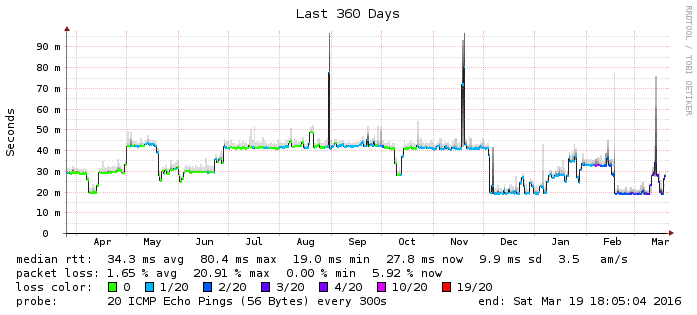 Last 360 Days
RRDTOOL / TOBI OETIKER
Seconds
90 m
80 m
70 m
60 m
50 m
40 m
30 m
20 m
10 m
0
Apr May Jun Jul Aug Sep Oct Nov Dec Jan Feb Mar
median rtt: 34.3 ms avg 80.4 ms max 19.0 ms min 27.8 ms now 9.9 ms sd 3.5 am/s
packet loss: 1.65 % avg 20.91 % max 0.00 % min 5.92 % now
loss color: 0 1/20 2/20 3/20 4/20 10/20 19/20
probe: 20 ICMP Echo Pings (56 Bytes) every 300s end: Sat Mar 19 18:05:04 2016